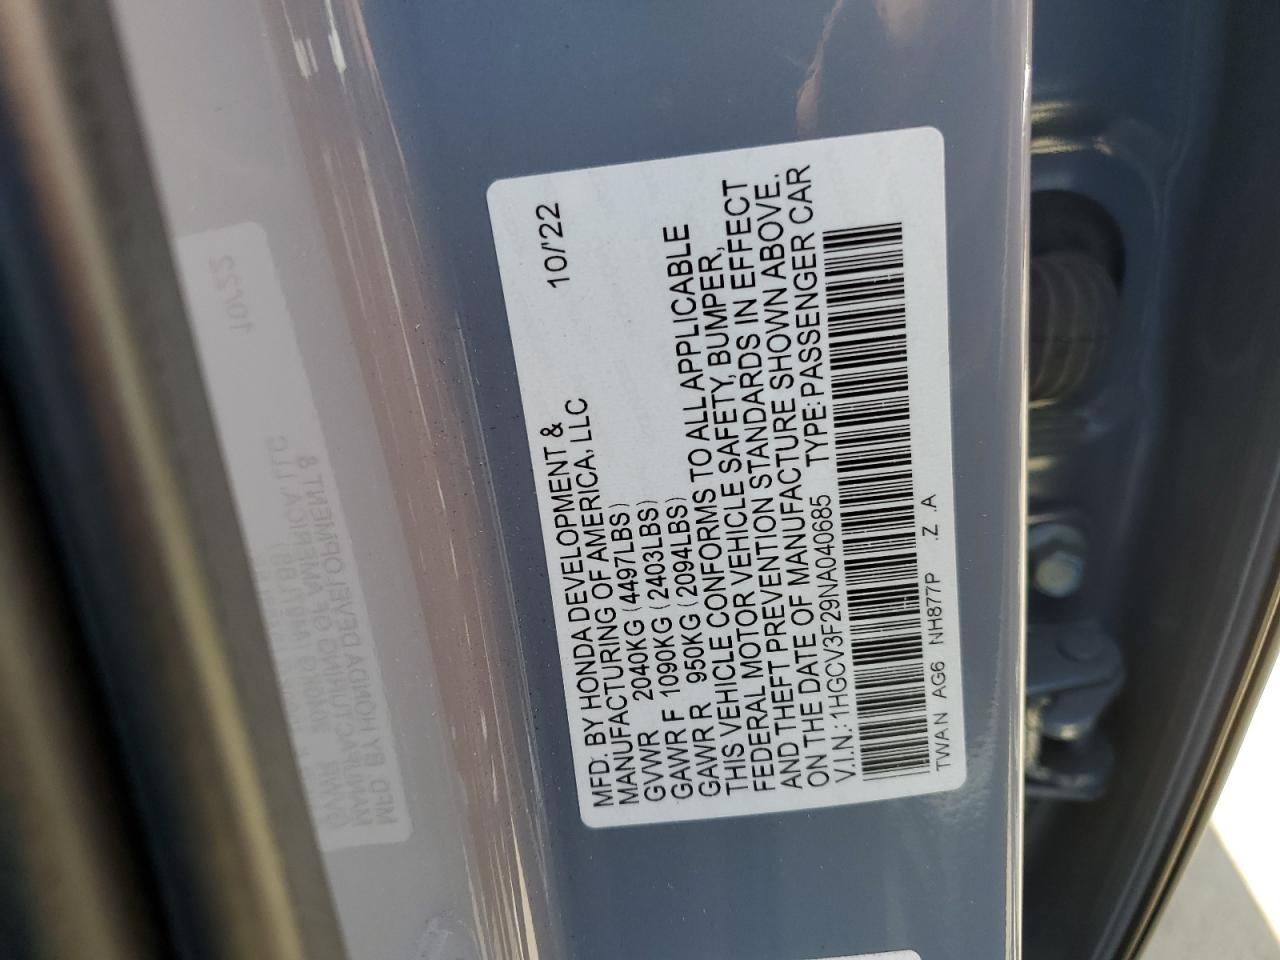 MFD. BY HONDA DEVELOPMENT &
MANUFACTURING OF AMERICA, LLC 10/'22
GVWR 2040KG (4497LBS)
GAWR F 1090KG (2403LBS)
GAWR R 950KG (2094LBS)
THIS VEHICLE CONFORMS TO ALL APPLICABLE
FEDERAL MOTOR VEHICLE SAFETY, BUMPER,
AND THEFT PREVENTION STANDARDS IN EFFECT
ON THE DATE OF MANUFACTURE SHOWN ABOVE.
V.I.N.: 1HGCV3F29NA040685 TYPE: PASSENGER CAR
TWAN AG6 NH877P .Z .A